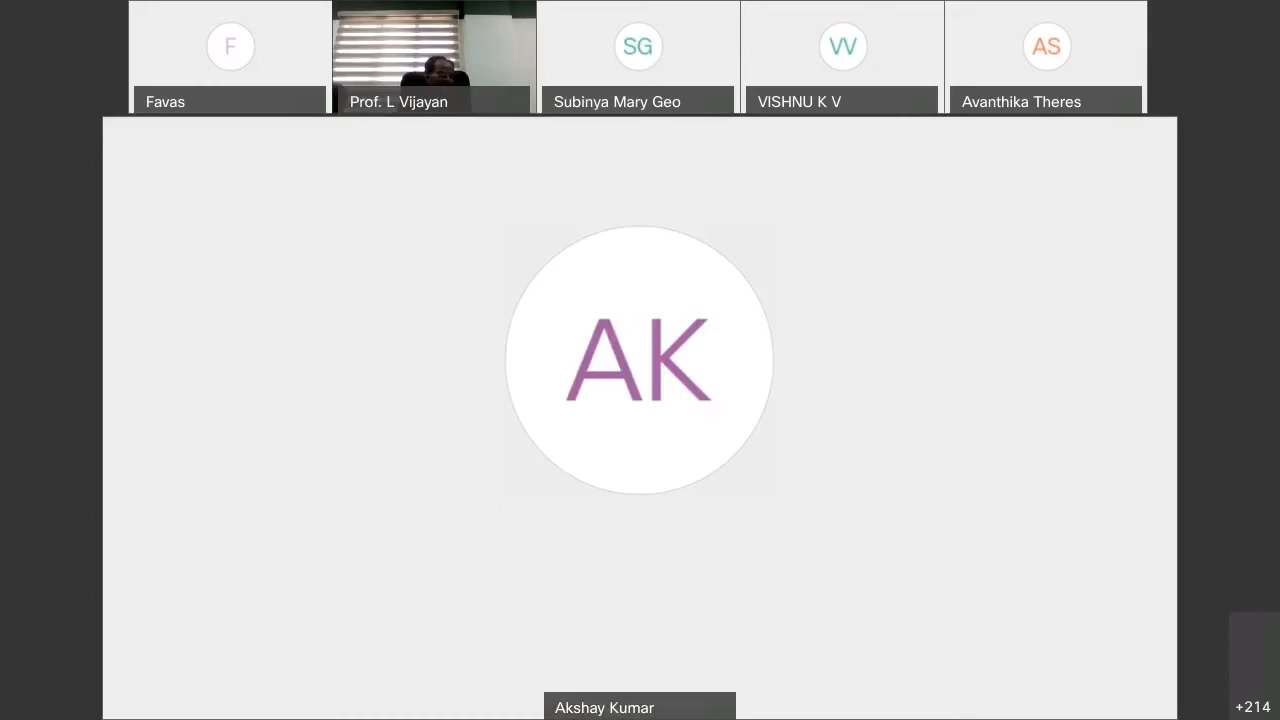 F
SG
VV
AS
Favas
Prof. L Vijayan
Subinya Mary Geo
VISHNU K V
Avanthika Theres
AK
Akshay Kumar
+214